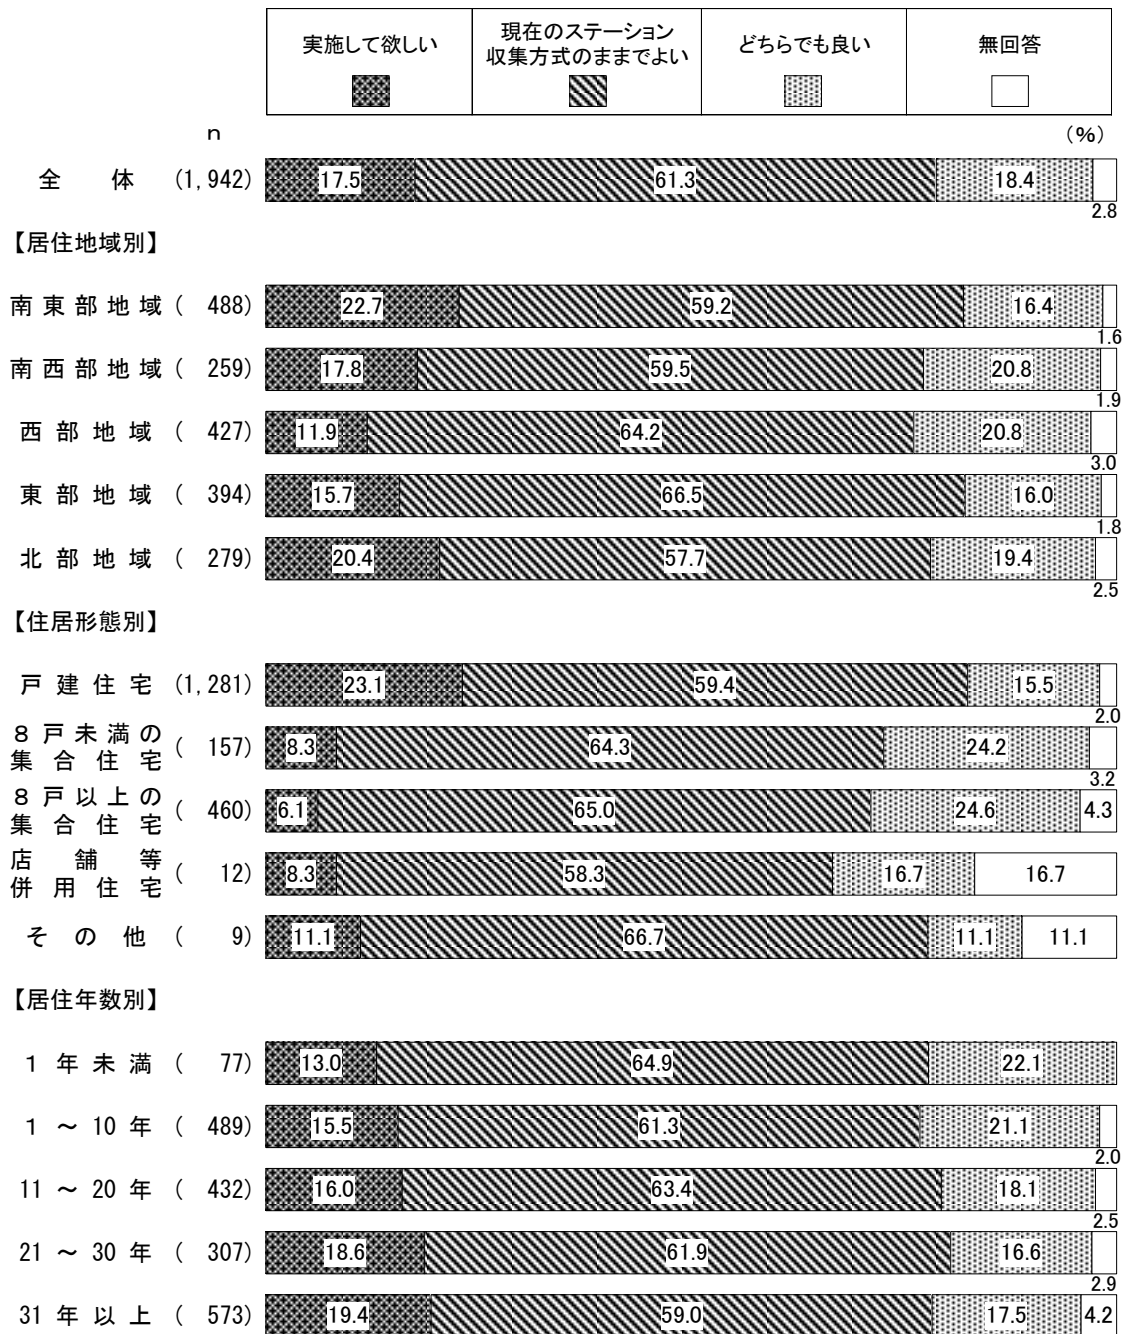 実施して欲しい
現在のステーション
収集方式のままでよい
どちらでも良い
無回答
n
(%)
全 体 (1,942) 17.5 61.3 18.4 2.8
【居住地域別】
南東部地域 ( 488) 22.7 59.2 16.4 1.6
南西部地域 ( 259) 17.8 59.5 20.8 1.9
西部地域 ( 427) 11.9 64.2 20.8 3.0
東部地域 ( 394) 15.7 66.5 16.0 1.8
北部地域 ( 279) 20.4 57.7 19.4 2.5
【住居形態別】
戸建住宅 (1,281) 23.1 59.4 15.5 2.0
8戸未満の
集合住宅 ( 157) 8.3 64.3 24.2 3.2
8戸以上の
集合住宅 ( 460) 6.1 65.0 24.6 4.3
店舗等
併用住宅 ( 12) 8.3 58.3 16.7 16.7
その他 ( 9) 11.1 66.7 11.1 11.1
【居住年数別】
1年未満 ( 77) 13.0 64.9 22.1
1～10年 ( 489) 15.5 61.3 21.1 2.0
11～20年 ( 432) 16.0 63.4 18.1 2.5
21～30年 ( 307) 18.6 61.9 16.6 2.9
31年以上 ( 573) 19.4 59.0 17.5 4.2